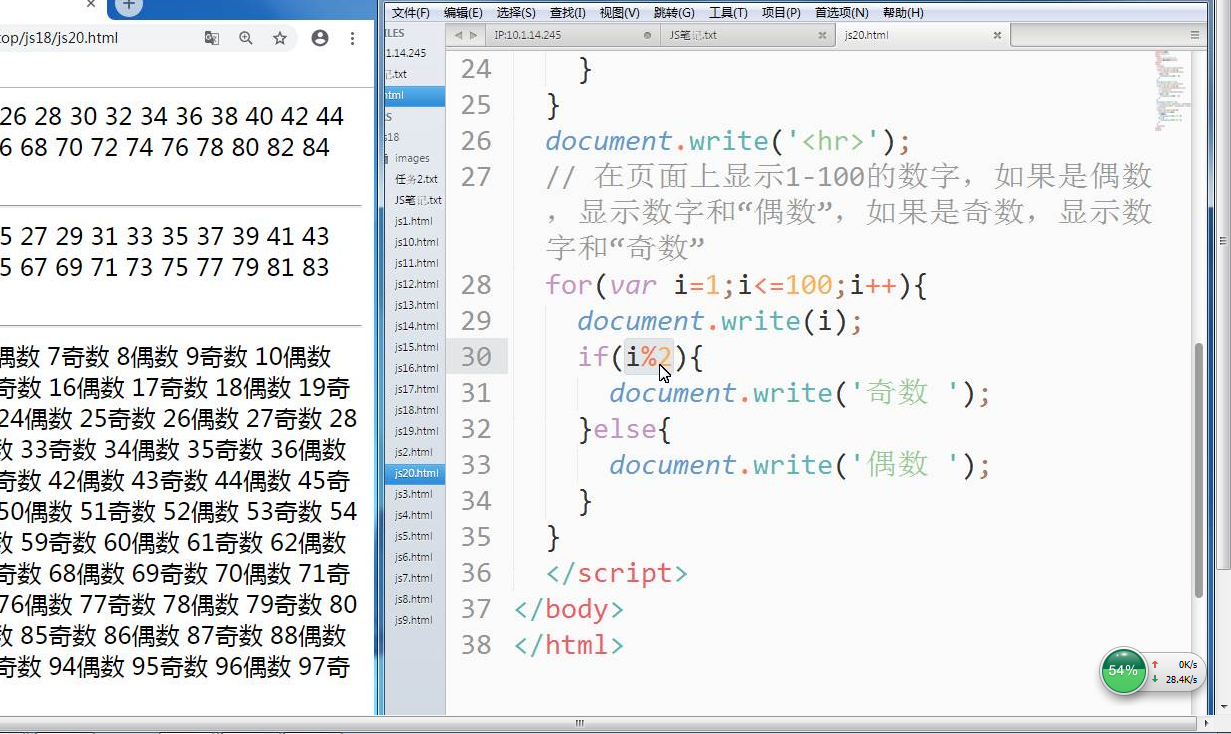 top/js18/js20.html
26 28 30 32 34 36 38 40 42 44
6 68 70 72 74 76 78 80 82 84
5 27 29 31 33 35 37 39 41 43
5 67 69 71 73 75 77 79 81 83
偶数 7奇数 8偶数 9奇数 10偶数
奇数 16偶数 17奇数 18偶数 19奇
24偶数 25奇数 26偶数 27奇数 28
数 33奇数 34偶数 35奇数 36偶数
奇数 42偶数 43奇数 44偶数 45奇
50偶数 51奇数 52偶数 53奇数 54
数 59奇数 60偶数 61奇数 62偶数
奇数 68偶数 69奇数 70偶数 71奇
76偶数 77奇数 78偶数 79奇数 80
数 85奇数 86偶数 87奇数 88偶数
奇数 94偶数 95奇数 96偶数 97奇
文件(F) 编辑(E) 选择(S) 查找(I) 视图(V) 跳转(G) 工具(T) 项目(P) 首选项(N) 帮助(H)
IP:10.1.14.245 JS笔记.txt js20.html
ILES
1.14.245
记.txt
html
S
js18
images
任务2.txt
JS笔记.txt
js1.html
js10.html
js11.html
js12.html
js13.html
js14.html
js15.html
js16.html
js17.html
js18.html
js19.html
js2.html
js20.html
js3.html
js4.html
js5.html
js6.html
js7.html
js8.html
js9.html
24 }
25 }
26 document.write('<hr>');
27 // 在页面上显示1-100的数字，如果是偶数
，显示数字和“偶数”，如果是奇数，显示数
字和“奇数”
28 for(var i=1;i<=100;i++){
29 document.write(i);
30 if(i%2){
31 document.write('奇数 ');
32 }else{
33 document.write('偶数 ');
34 }
35 }
36 </script>
37 </body>
38 </html>
54%
0K/s
28.4K/s